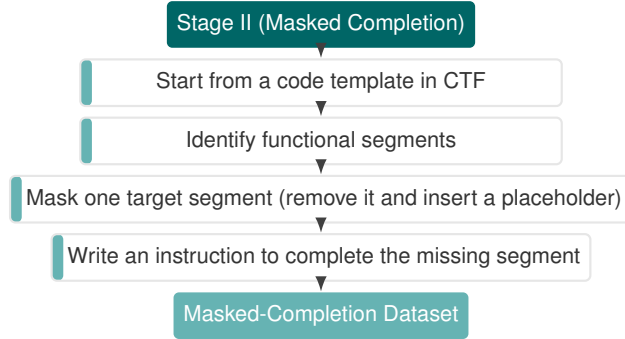 Stage II (Masked Completion)
Start from a code template in CTF
Identify functional segments
Mask one target segment (remove it and insert a placeholder)
Write an instruction to complete the missing segment
Masked-Completion Dataset